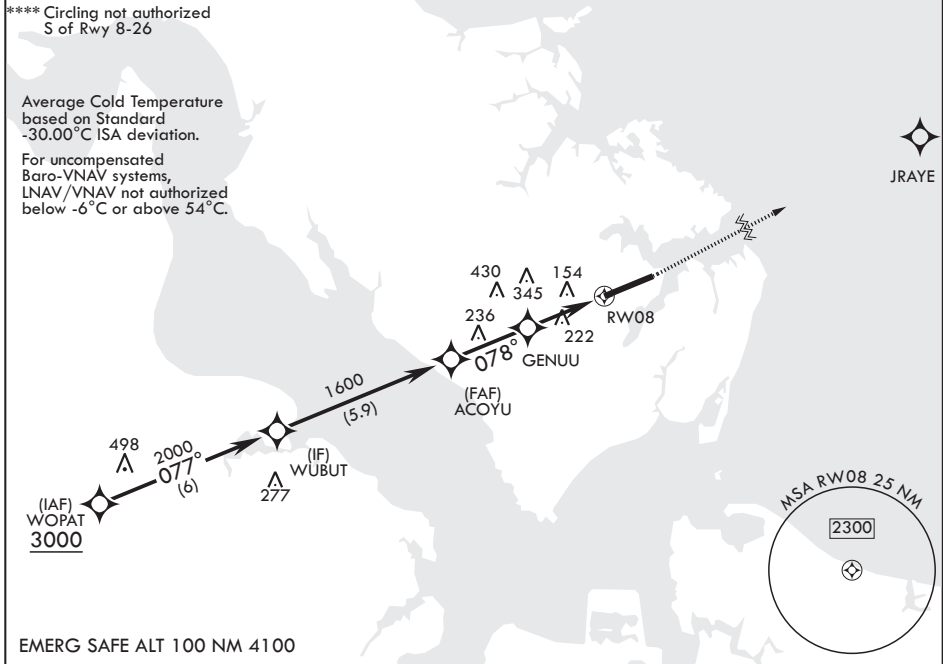 **** Circling not authorized
S of Rwy 8-26
Average Cold Temperature
based on Standard
-30.00°C ISA deviation.
For uncompensated
Baro-VNAV systems,
LNAV/VNAV not authorized
below -6°C or above 54°C.
JRAYE
430
345
154
236
222
RW08
078°
GENUU
(FAF)
ACOYU
1600
(5.9)
498
2000
077°
(6)
(IF)
WUBUT
277
(IAF)
WOPAT
3000
MSA RW08 25 NM
2300
EMERG SAFE ALT 100 NM 4100